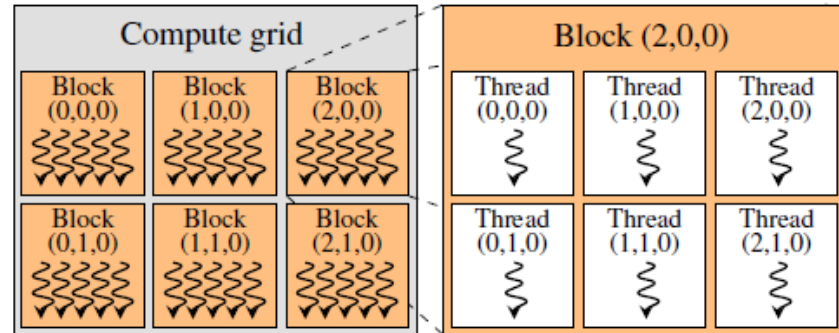 Compute grid
Block
(0,0,0)
Block
(1,0,0)
Block
(2,0,0)
Block
(0,1,0)
Block
(1,1,0)
Block
(2,1,0)
Block (2,0,0)
Thread
(0,0,0)
Thread
(1,0,0)
Thread
(2,0,0)
Thread
(0,1,0)
Thread
(1,1,0)
Thread
(2,1,0)